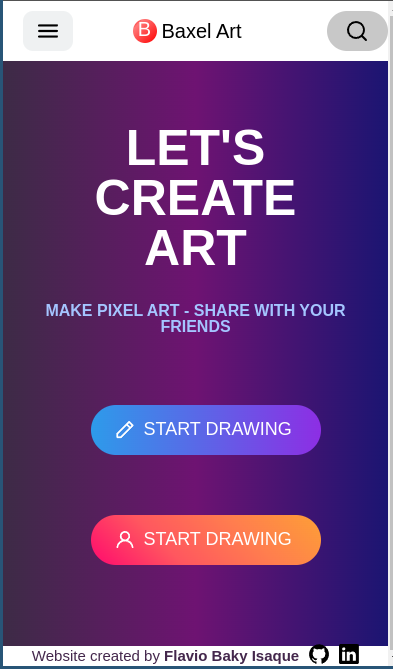 B Baxel Art
LET'S
CREATE
ART
MAKE PIXEL ART - SHARE WITH YOUR
FRIENDS
START DRAWING
START DRAWING
Website created by Flavio Baky Isaque in